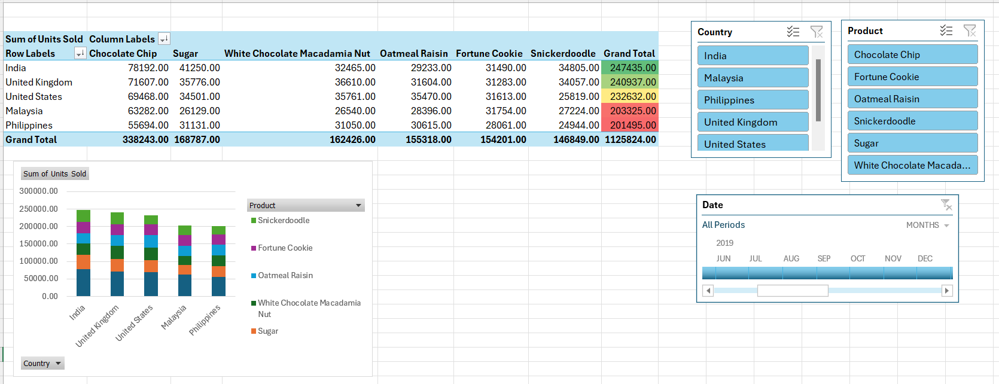 Sum of Units Sold Column Labels
Row Labels Chocolate Chip Sugar White Chocolate Macadamia Nut Oatmeal Raisin Fortune Cookie Snickerdoodle Grand Total
India 78192.00 41250.00 32465.00 29233.00 31490.00 34805.00 247435.00
United Kingdom 71607.00 35776.00 36610.00 31604.00 31283.00 34057.00 240937.00
United States 69468.00 34501.00 35761.00 35470.00 31613.00 25819.00 232632.00
Malaysia 63282.00 26129.00 26540.00 28396.00 31754.00 27224.00 203325.00
Philippines 55694.00 31131.00 31050.00 30615.00 28061.00 24944.00 201495.00
Grand Total 338243.00 168787.00 162426.00 155318.00 154201.00 146849.00 1125824.00
Country
India
Malaysia
Philippines
United Kingdom
United States
Product
Chocolate Chip
Fortune Cookie
Oatmeal Raisin
Snickerdoodle
Sugar
White Chocolate Macada...
Sum of Units Sold
300000.00
250000.00
200000.00
150000.00
100000.00
50000.00
0.00
India
United Kingdom
United States
Malaysia
Philippines
Product
Snickerdoodle
Fortune Cookie
Oatmeal Raisin
White Chocolate Macadamia
Nut
Sugar
Country
Date
All Periods MONTHS
2019
JUN JUL AUG SEP OCT NOV DEC